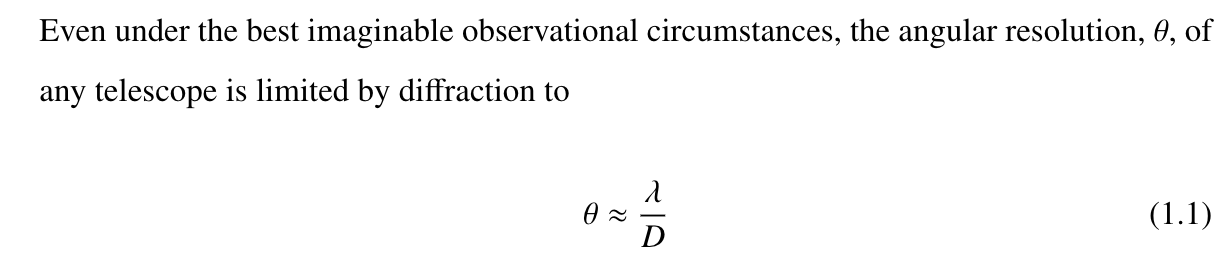 Even under the best imaginable observational circumstances, the angular resolution, θ, of
any telescope is limited by diffraction to
θ ≈ λ/D (1.1)